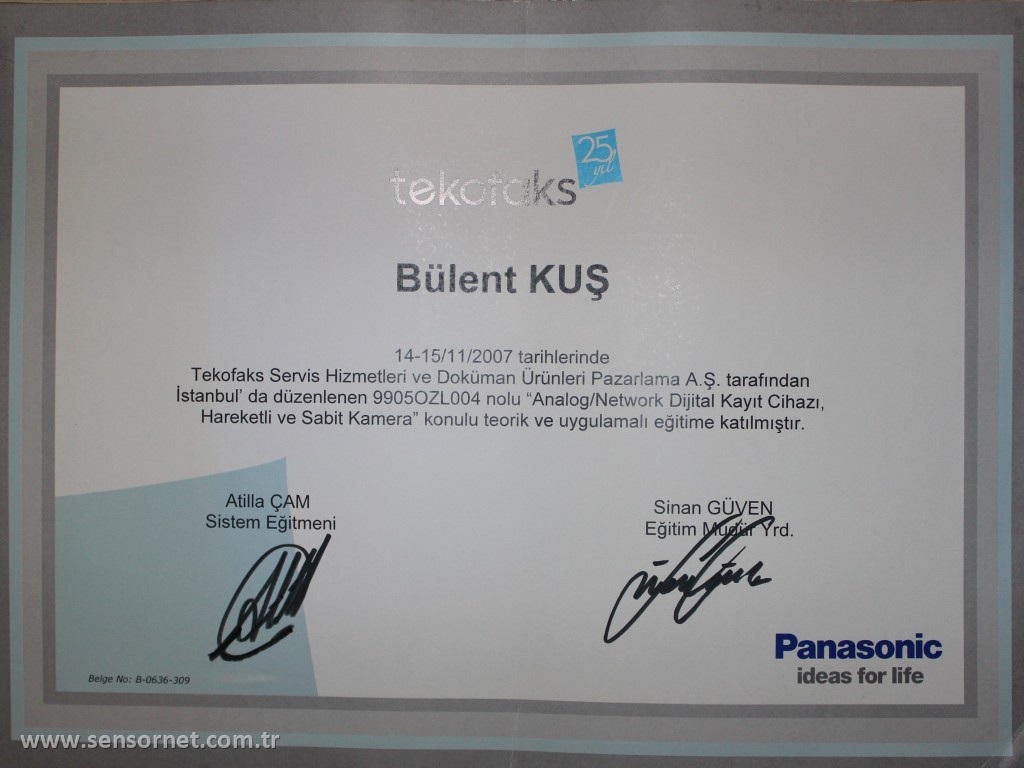 25
yıl
tekofaks
Bülent KUŞ
14-15/11/2007 tarihlerinde
Tekofaks Servis Hizmetleri ve Doküman Ürünleri Pazarlama A.Ş. tarafından
İstanbul' da düzenlenen 9905OZL004 nolu “Analog/Network Dijital Kayıt Cihazı,
Hareketli ve Sabit Kamera” konulu teorik ve uygulamalı eğitime katılmıştır.
Atilla ÇAM
Sistem Eğitmeni
Sinan GÜVEN
Eğitim Müdür Yrd.
Panasonic
ideas for life
Belge No: B-0636-309
www.sensornet.com.tr